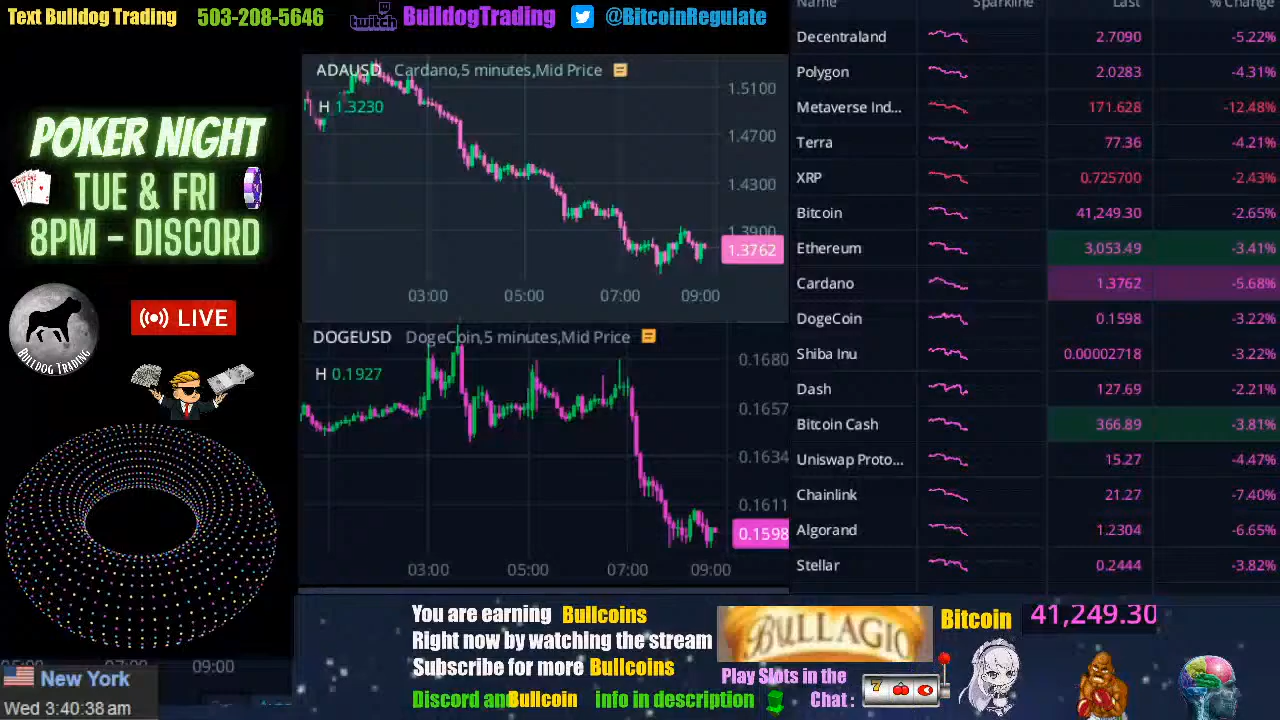 Text Bulldog Trading 503-208-5646 twitch BulldogTrading @BitcoinRegulate
POKER NIGHT
TUE & FRI
8PM - DISCORD
BULLDOG TRADING
LIVE
ADAUSD Cardano,5 minutes,Mid Price
H 1.3230
1.5100
1.4700
1.4300
1.3900
1.3762
03:00 05:00 07:00 09:00
DOGEUSD DogeCoin,5 minutes,Mid Price
H 0.1927
0.1680
0.1657
0.1634
0.1611
0.1598
03:00 05:00 07:00 09:00
Name Sparkline Last % Change
Decentraland 2.7090 -5.22%
Polygon 2.0283 -4.31%
Metaverse Ind... 171.628 -12.48%
Terra 77.36 -4.21%
XRP 0.725700 -2.43%
Bitcoin 41,249.30 -2.65%
Ethereum 3,053.49 -3.41%
Cardano 1.3762 -5.68%
DogeCoin 0.1598 -3.22%
Shiba Inu 0.00002718 -3.22%
Dash 127.69 -2.21%
Bitcoin Cash 366.89 -3.81%
Uniswap Proto... 15.27 -4.47%
Chainlink 21.27 -7.40%
Algorand 1.2304 -6.65%
Stellar 0.2444 -3.82%
You are earning Bullcoins
Right now by watching the stream
Subscribe for more Bullcoins
Discord and Bullcoin info in description
BULLAGIO
Play Slots in the
Chat :
7
Bitcoin 41,249.30
05:00 07:00 09:00
New York
Wed 3:40:38 am